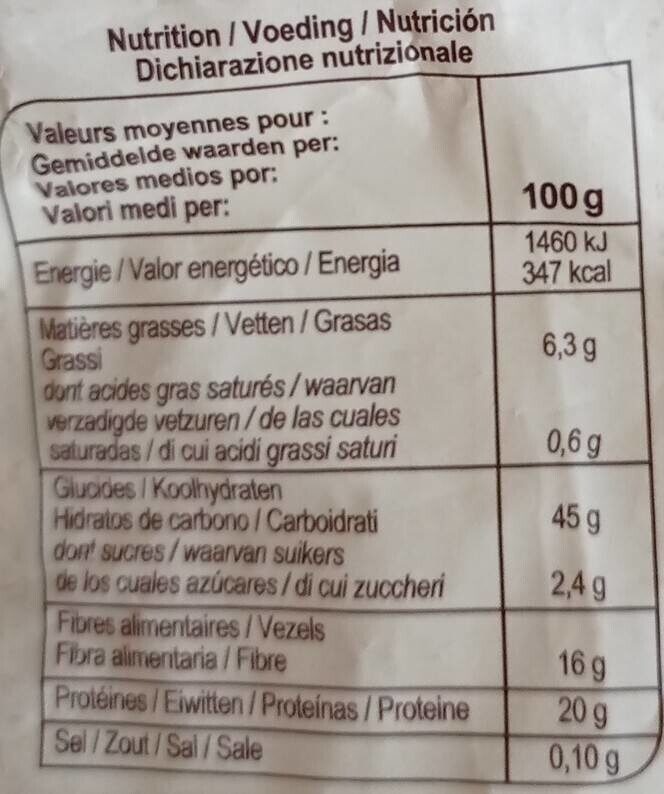 Nutrition / Voeding / Nutrición
Dichiarazione nutrizionale
Valeurs moyennes pour :
Gemiddelde waarden per:
Valores medios por:
Valori medi per:
100 g
Energie / Valor energético / Energia
1460 kJ
347 kcal
Matières grasses / Vetten / Grasas
Grassi
6,3 g
dont acides gras saturés / waarvan
verzadigde vetzuren / de las cuales
saturadas / di cui acidi grassi saturi
0,6 g
Glucides / Koolhydraten
Hidratos de carbono / Carboidrati
45 g
dont sucres / waarvan suikers
de los cuales azúcares / di cui zuccheri
2,4 g
Fibres alimentaires / Vezels
Fibra alimentaria / Fibre
16 g
Protéines / Eiwitten / Proteínas / Proteine
20 g
Sel / Zout / Sal / Sale
0,10 g